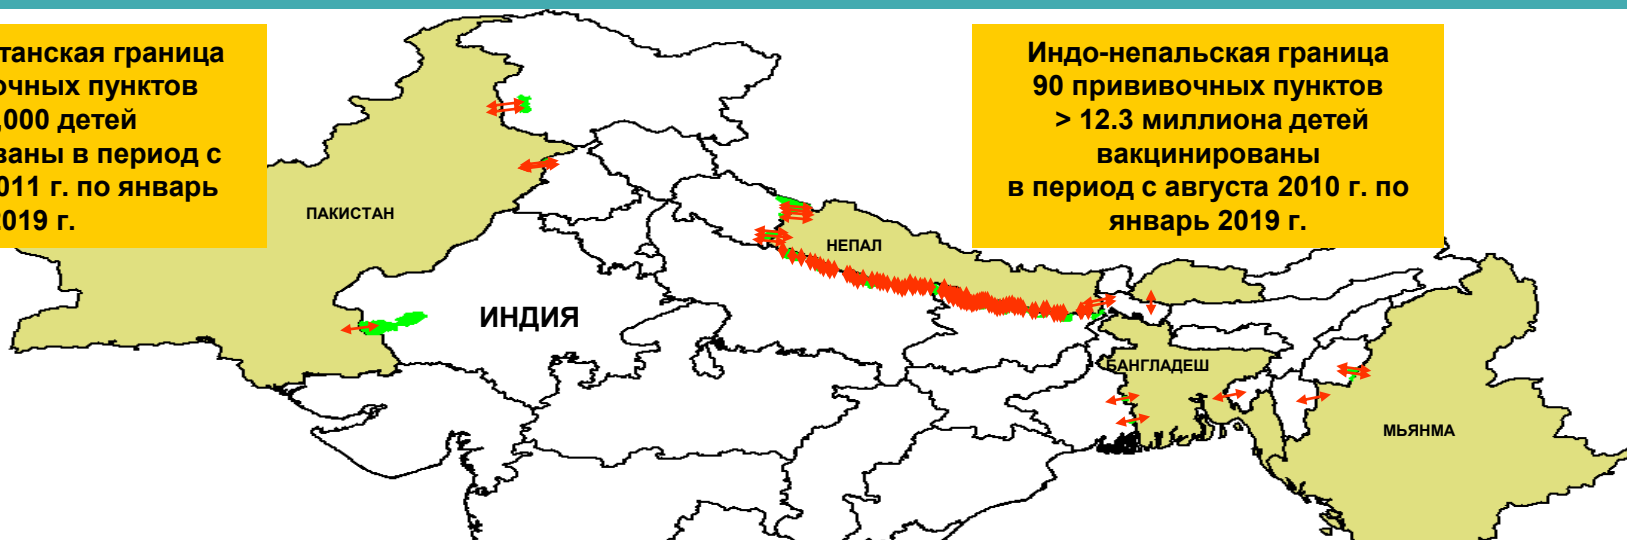 танская граница
очных пунктов
,000 детей
ваны в период с
011 г. по январь
2019 г.
Индо-непальская граница
90 прививочных пунктов
> 12.3 миллиона детей
вакцинированы
в период с августа 2010 г. по
январь 2019 г.
ПАКИСТАН
НЕПАЛ
ИНДИЯ
БАНГЛАДЕШ
МЬЯНМА